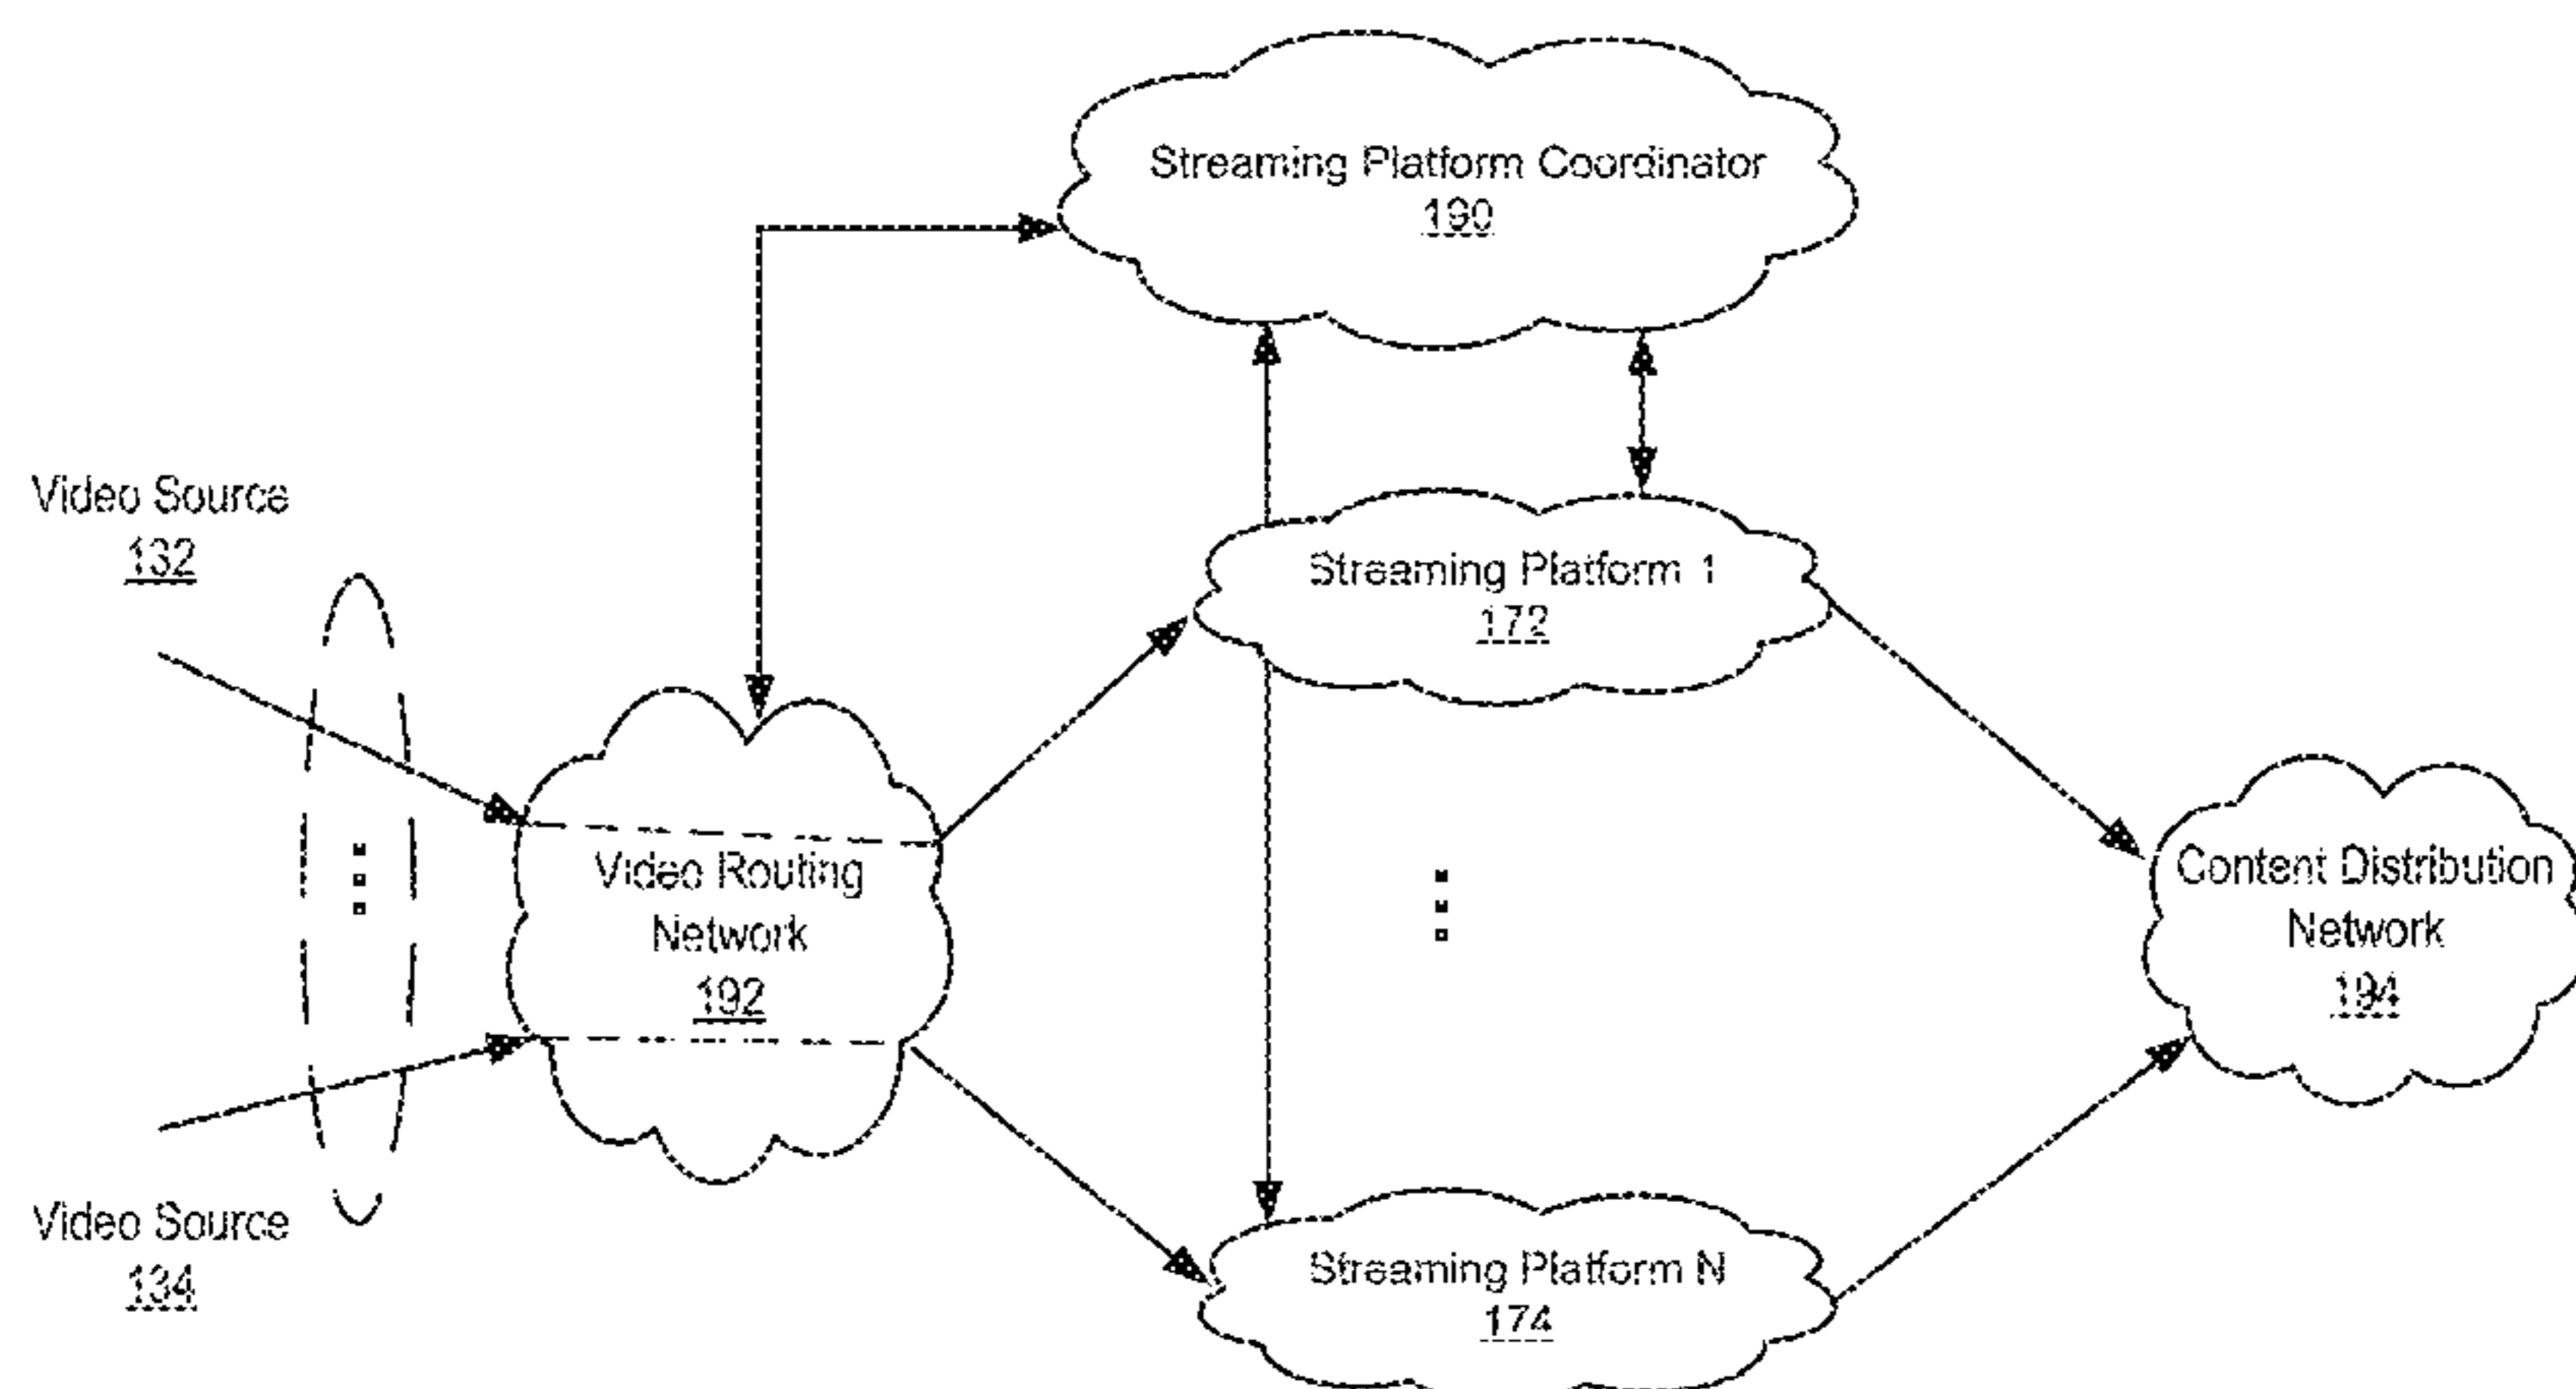 Streaming Platform Coordinator
190
Video Source
132
Streaming Platform 1
172
Video Routing
Network
192
Content Distribution
Network
194
Video Source
134
Streaming Platform N
174